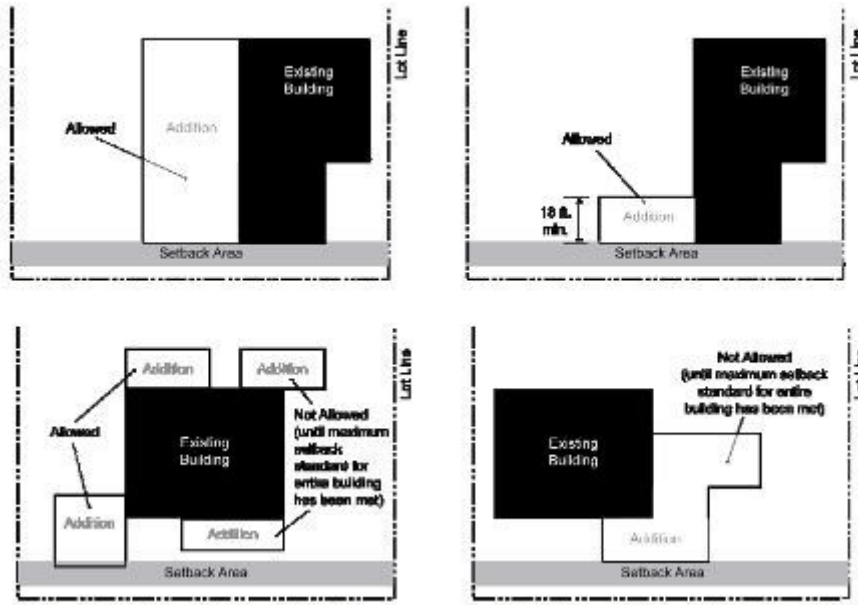 Existing
Building
Addition
Allowed
Setback Area
Lot Line
Existing
Building
Allowed
18 ft.
min.
Addition
Setback Area
Lot Line
Addition
Addition
Allowed
Existing
Building
Not Allowed
(until maximum
setback
standard for
entire building
has been met)
Addition
Addition
Setback Area
Lot Line
Not Allowed
(until maximum setback
standard for entire
building has been met)
Existing
Building
Addition
Setback Area
Lot Line